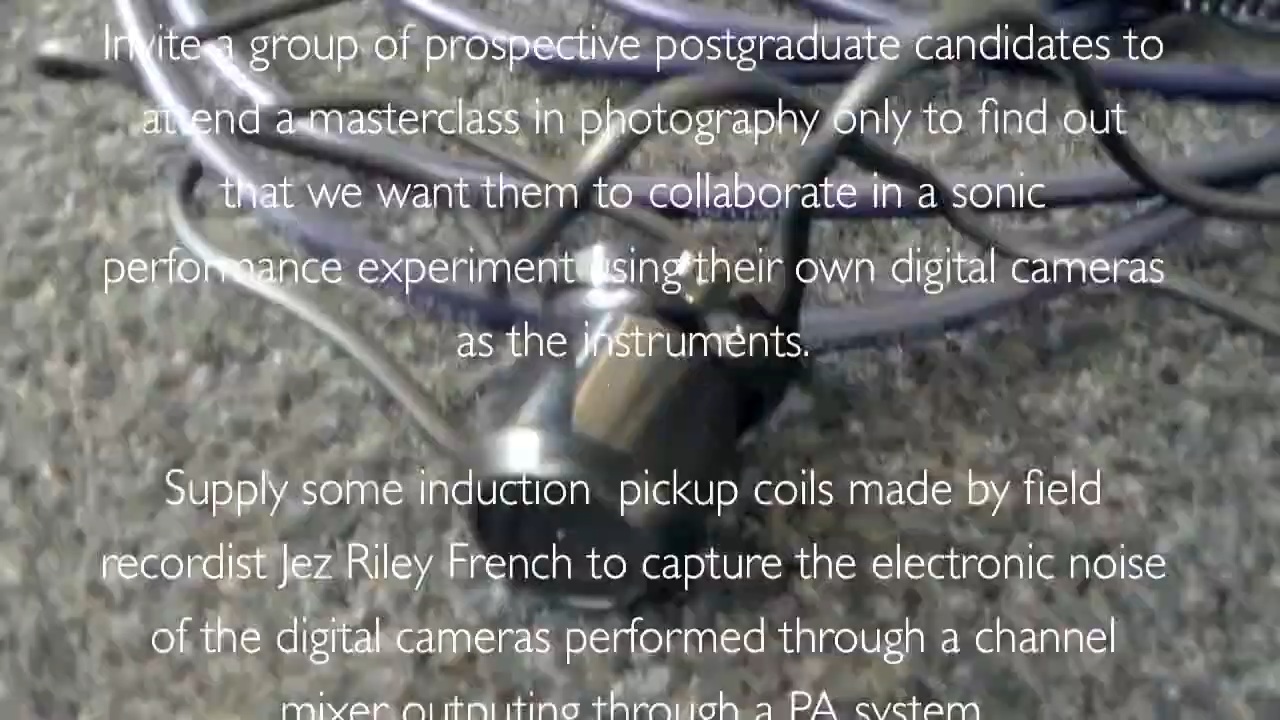 Invite a group of prospective postgraduate candidates to
attend a masterclass in photography only to find out
that we want them to collaborate in a sonic
performance experiment using their own digital cameras
as the instruments.
Supply some induction pickup coils made by field
recordist Jez Riley French to capture the electronic noise
of the digital cameras performed through a channel
mixer outputing through a PA system